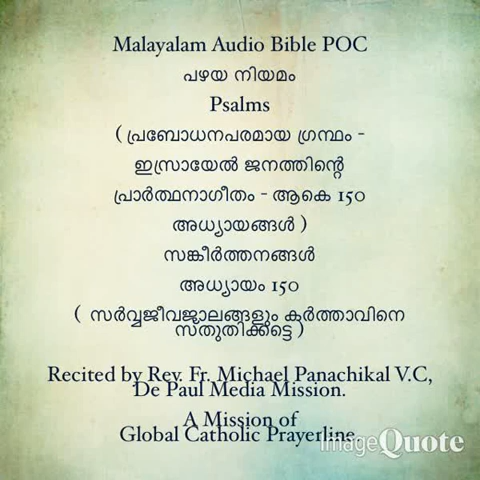 Malayalam Audio Bible POC
പഴയ നിയമം
Psalms
( പ്രബോധനപരമായ ഗ്രന്ഥം -
ഇസ്രായേൽ ജനത്തിന്റെ
പ്രാർത്ഥനാഗീതം - ആകെ 150
അധ്യായങ്ങൾ )
സങ്കീർത്തനങ്ങൾ
അധ്യായം 150
( സർവ്വജീവജാലങ്ങളും കർത്താവിനെ
സ്തുതിക്കട്ടെ )
Recited by Rev. Fr. Michael Panachikal V.C,
De Paul Media Mission.
A Mission of
Global Catholic Prayerline
imageQuote